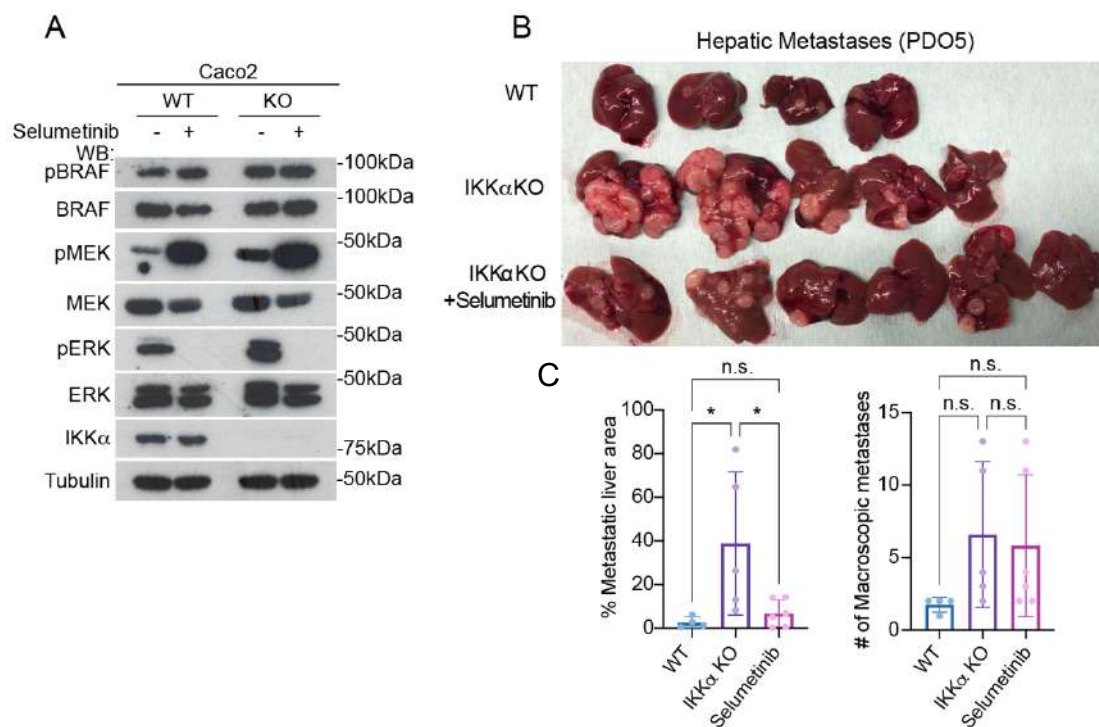 A
Caco2
WT KO
Selumetinib - + - +
WB:
pBRAF -100kDa
BRAF -100kDa
pMEK -50kDa
MEK -50kDa
pERK -50kDa
ERK -50kDa
IKKα -75kDa
Tubulin -50kDa
B
Hepatic Metastases (PDO5)
WT
IKKαKO
IKKαKO
+Selumetinib
C
n.s.
* *
% Metastatic liver area
100
80
60
40
20
0
WT
IKKα KO
Selumetinib
n.s.
n.s. n.s.
# of Macroscopic metastases
15
10
5
0
WT
IKKα KO
Selumetinib